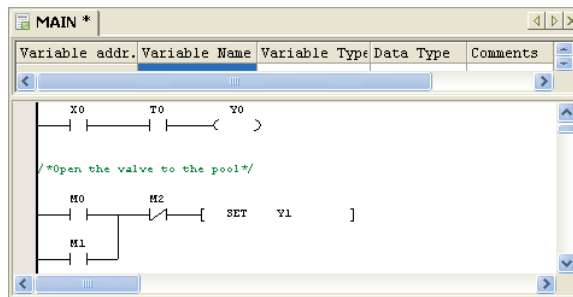 MAIN *
Variable addr. Variable Name Variable Type Data Type Comments
X0 T0 Y0
/*Open the valve to the pool*/
M0 M2
[ SET Y1 ]
M1